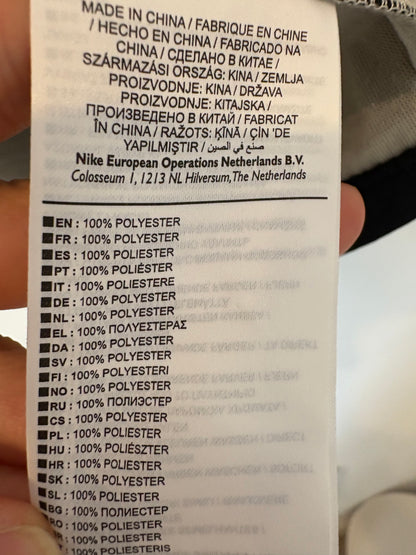 MADE IN CHINA / FABRIQUE EN CHINE
/ HECHO EN CHINA / FABRICADO NA
CHINA / СДЕЛАНО В КИТАЕ /
SZÁRMAZÁSI ORSZÁG: KINA / ZEMLJA
PROIZVODNJE: KINA / DRŽAVA
PROIZVODNJE: KITAJSKA /
ПРОИЗВЕДЕНО В КИТАЙ / FABRICAT
ÎN CHINA / RAŽOTS: ĶĪNĀ / ÇİN 'DE
YAPILMIŞTIR / صنع في الصين
Nike European Operations Netherlands B.V.
Colosseum 1, 1213 NL Hilversum, The Netherlands
EN : 100% POLYESTER
FR : 100% POLYESTER
ES : 100% POLIESTER
PT : 100% POLIÉSTER
IT : 100% POLIESTERE
DE : 100% POLYESTER
NL : 100% POLYESTER
EL : 100% ΠΟΛΥΕΣΤΕΡΑΣ
DA : 100% POLYESTER
SV : 100% POLYESTER
FI : 100% POLYESTERI
NO : 100% POLYESTER
RU : 100% ПОЛИЭСТЕР
CS : 100% POLYESTER
PL : 100% POLIESTER
HU : 100% POLIÉSZTER
HR : 100% POLIESTER
SK : 100% POLYESTER
SL : 100% POLIESTER
BG : 100% ПОЛИЕСТЕР
RO : 100% POLIESTER
: 100% POLIESTERIS